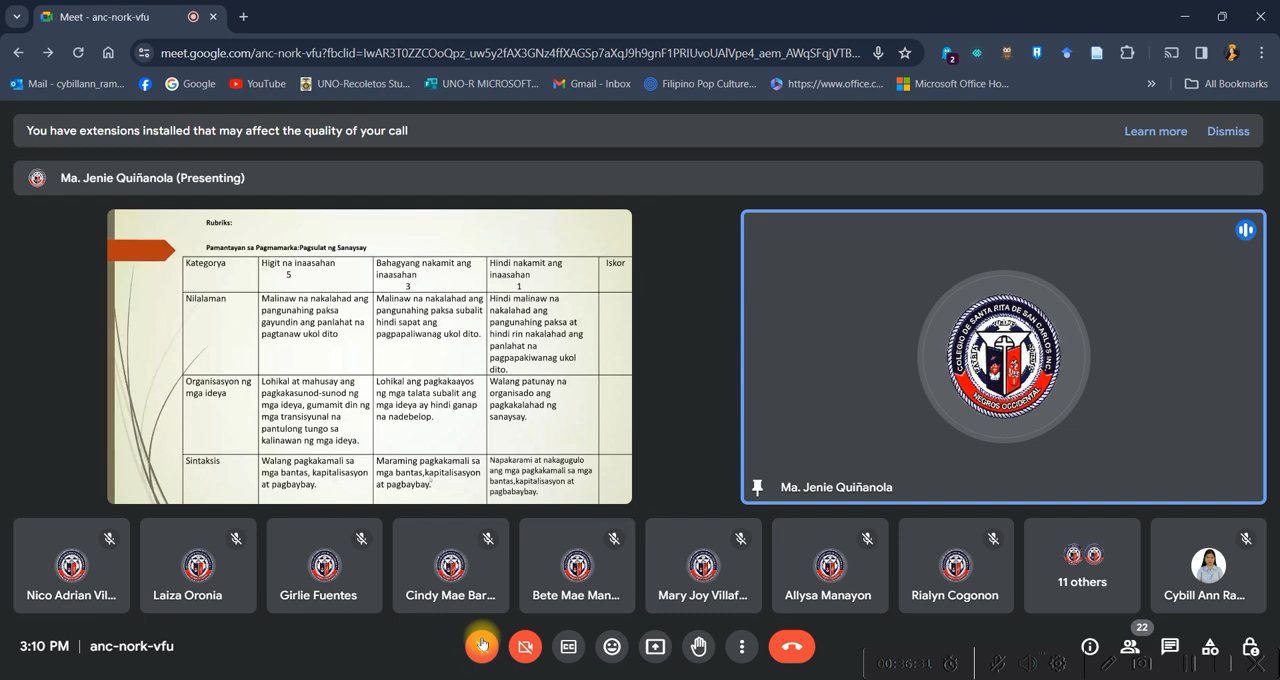 Meet - anc-nork-vfu
meet.google.com/anc-nork-vfu?fbclid=IwAR3T0ZZCOoQpz_uw5y2fAX3GNz4ffXAGSp7aXqJ9h9gnF1PRIUvoUAlVpe4_aem_AWqSFqjVTB...
2
Mail - cybillann_ram...
Google
YouTube
UNO-Recoletos Stu...
UNO-R MICROSOFT...
Gmail - Inbox
Filipino Pop Culture...
https://www.office.c...
Microsoft Office Ho...
All Bookmarks
You have extensions installed that may affect the quality of your call
Learn more
Dismiss
Ma. Jenie Quiñanola (Presenting)
Rubriks:
Pamantayan sa Pagmamarka:Pagsulat ng Sanaysay
Kategorya
Higit na inaasahan
5
Bahagyang nakamit ang
inaasahan
3
Hindi nakamit ang
inaasahan
1
Iskor
Nilalaman
Malinaw na nakalahad ang
pangunahing paksa
gayundin ang panlahat na
pagtanaw ukol dito
Malinaw na nakalahad ang
pangunahing paksa subalit
hindi sapat ang
pagpapaliwanag ukol dito.
Hindi malinaw na
nakalahad ang
pangunahing paksa at
hindi rin nakalahad ang
panlahat na
pagpapakiwanag ukol
dito.
Organisasyon ng
mga ideya
Lohikal at mahusay ang
pagkakasunod-sunod ng
mga ideya, gumamit din ng
mga transisyunal na
pantulong tungo sa
kalinawan ng mga ideya.
Lohikal ang pagkakaayos
ng mga talata subalit ang
mga ideya ay hindi ganap
na nadebelop.
Walang patunay na
organisado ang
pagkakalahad ng
sanaysay.
Sintaksis
Walang pagkakamali sa
mga bantas, kapitalisasyon
at pagbaybay.
Maraming pagkakamali sa
mga bantas,kapitalisasyon
at pagbaybay.
Napakarami at nakagugulo
ang mga pagkakamali sa mga
bantas,kapitalisasyon at
pagbabaybay.
COLEGIO DE SANTA RITA DE SAN CARLOS INC.
NEGROS OCCIDENTAL
Ma. Jenie Quiñanola
Nico Adrian Vil...
Laiza Oronia
Girlie Fuentes
Cindy Mae Bar...
Bete Mae Man...
Mary Joy Villaf...
Allysa Manayon
Rialyn Cogonon
11 others
Cybill Ann Ra...
3:10 PM | anc-nork-vfu
22
00:36:31